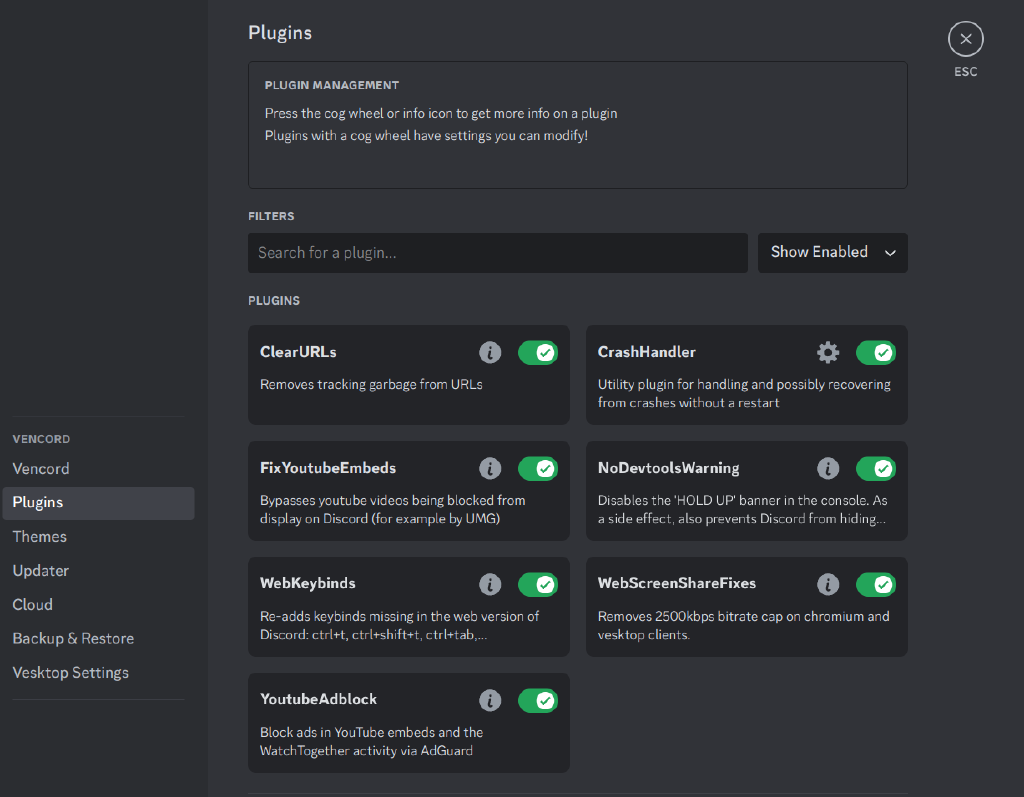 Plugins
ESC
PLUGIN MANAGEMENT
Press the cog wheel or info icon to get more info on a plugin
Plugins with a cog wheel have settings you can modify!
FILTERS
Search for a plugin...
Show Enabled
PLUGINS
ClearURLs
Removes tracking garbage from URLs
CrashHandler
Utility plugin for handling and possibly recovering
from crashes without a restart
FixYoutubeEmbeds
Bypasses youtube videos being blocked from
display on Discord (for example by UMG)
NoDevtoolsWarning
Disables the 'HOLD UP' banner in the console. As
a side effect, also prevents Discord from hiding...
WebKeybinds
Re-adds keybinds missing in the web version of
Discord: ctrl+t, ctrl+shift+t, ctrl+tab,...
WebScreenShareFixes
Removes 2500kbps bitrate cap on chromium and
vesktop clients.
YoutubeAdblock
Block ads in YouTube embeds and the
WatchTogether activity via AdGuard
VENCORD
Vencord
Plugins
Themes
Updater
Cloud
Backup & Restore
Vesktop Settings